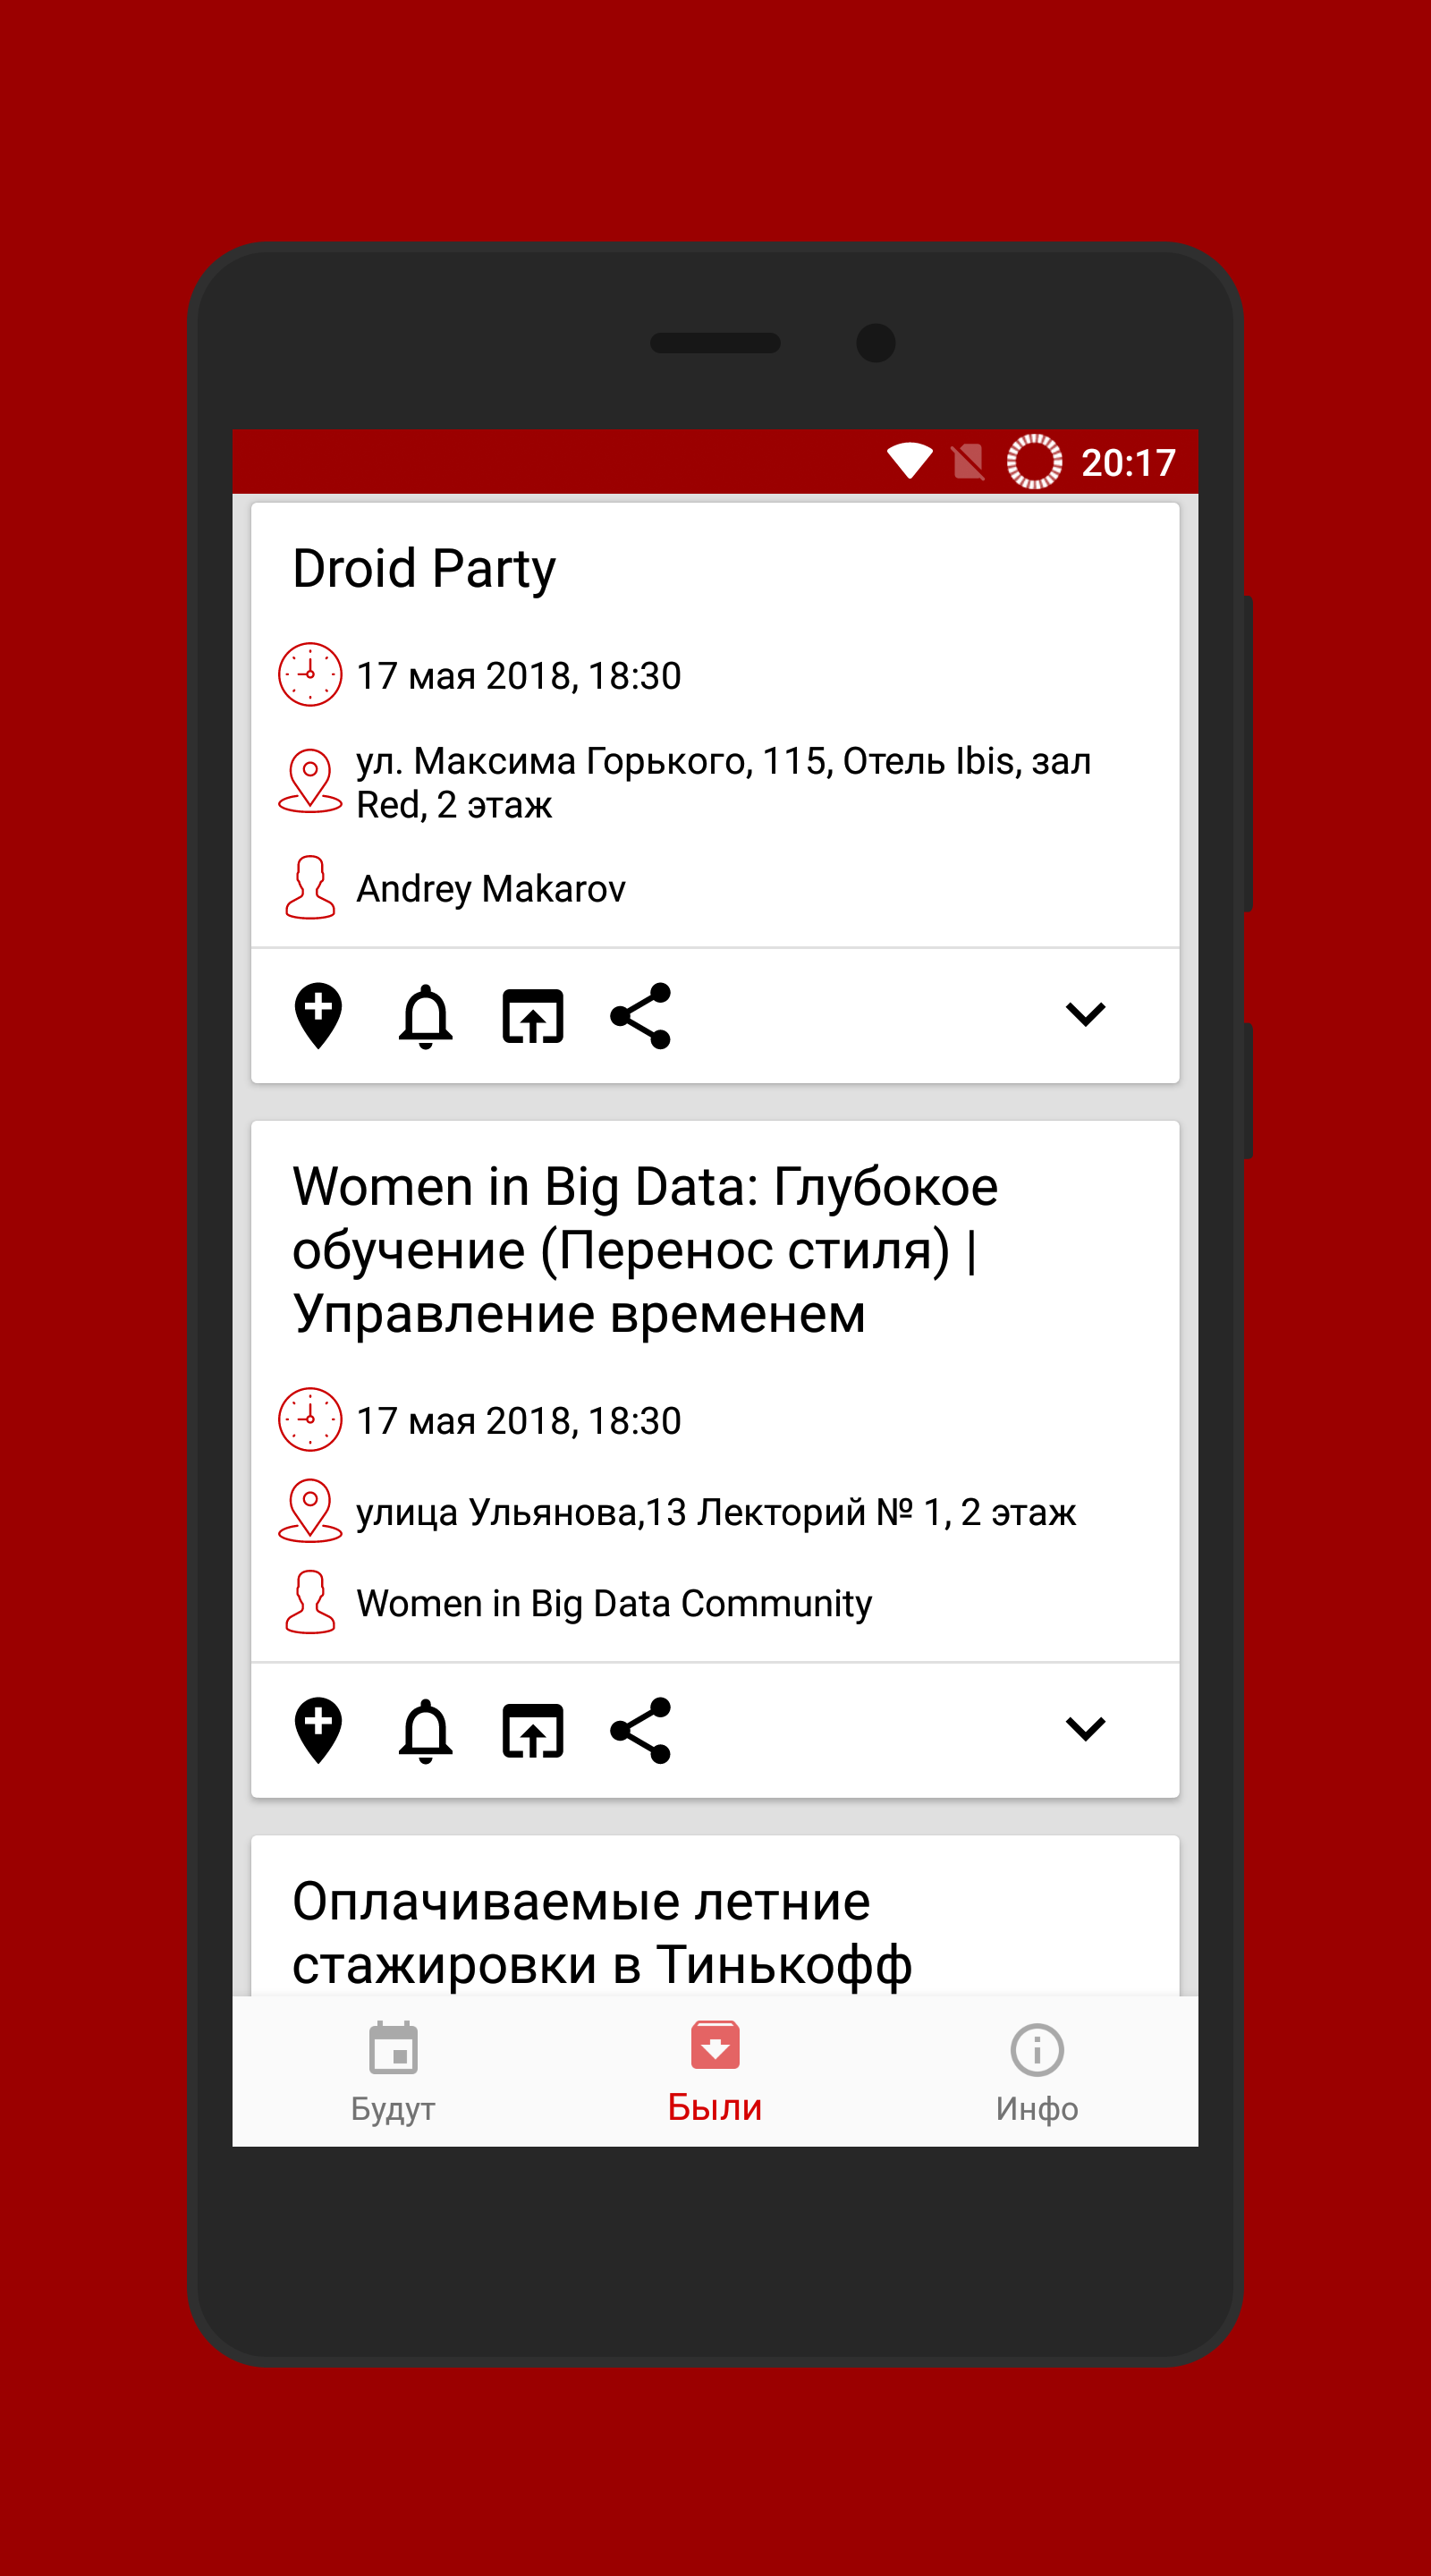 20:17
Droid Party
17 мая 2018, 18:30
ул. Максима Горького, 115, Отель Ibis, зал
Red, 2 этаж
Andrey Makarov
Women in Big Data: Глубокое
обучение (Перенос стиля) |
Управление временем
17 мая 2018, 18:30
улица Ульянова,13 Лекторий № 1, 2 этаж
Women in Big Data Community
Оплачиваемые летние
стажировки в Тинькофф
Будут
Были
Инфо